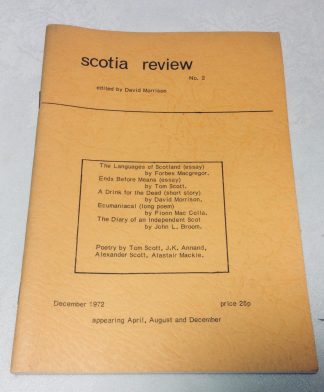 scotia review
No. 2
edited by David Morrison
The Languages of Scotland (essay)
by Forbes Macgregor.
Ends Before Means (essay)
by Tom Scott.
A Drink for the Dead (short story)
by David Morrison.
Ecumaniacs! (long poem)
by Fionn Mac Colla.
The Diary of an Independent Scot
by John L. Broom.
Poetry by Tom Scott, J.K. Annand,
Alexander Scott, Alastair Mackie.
December 1972
price 25p
appearing April, August and December